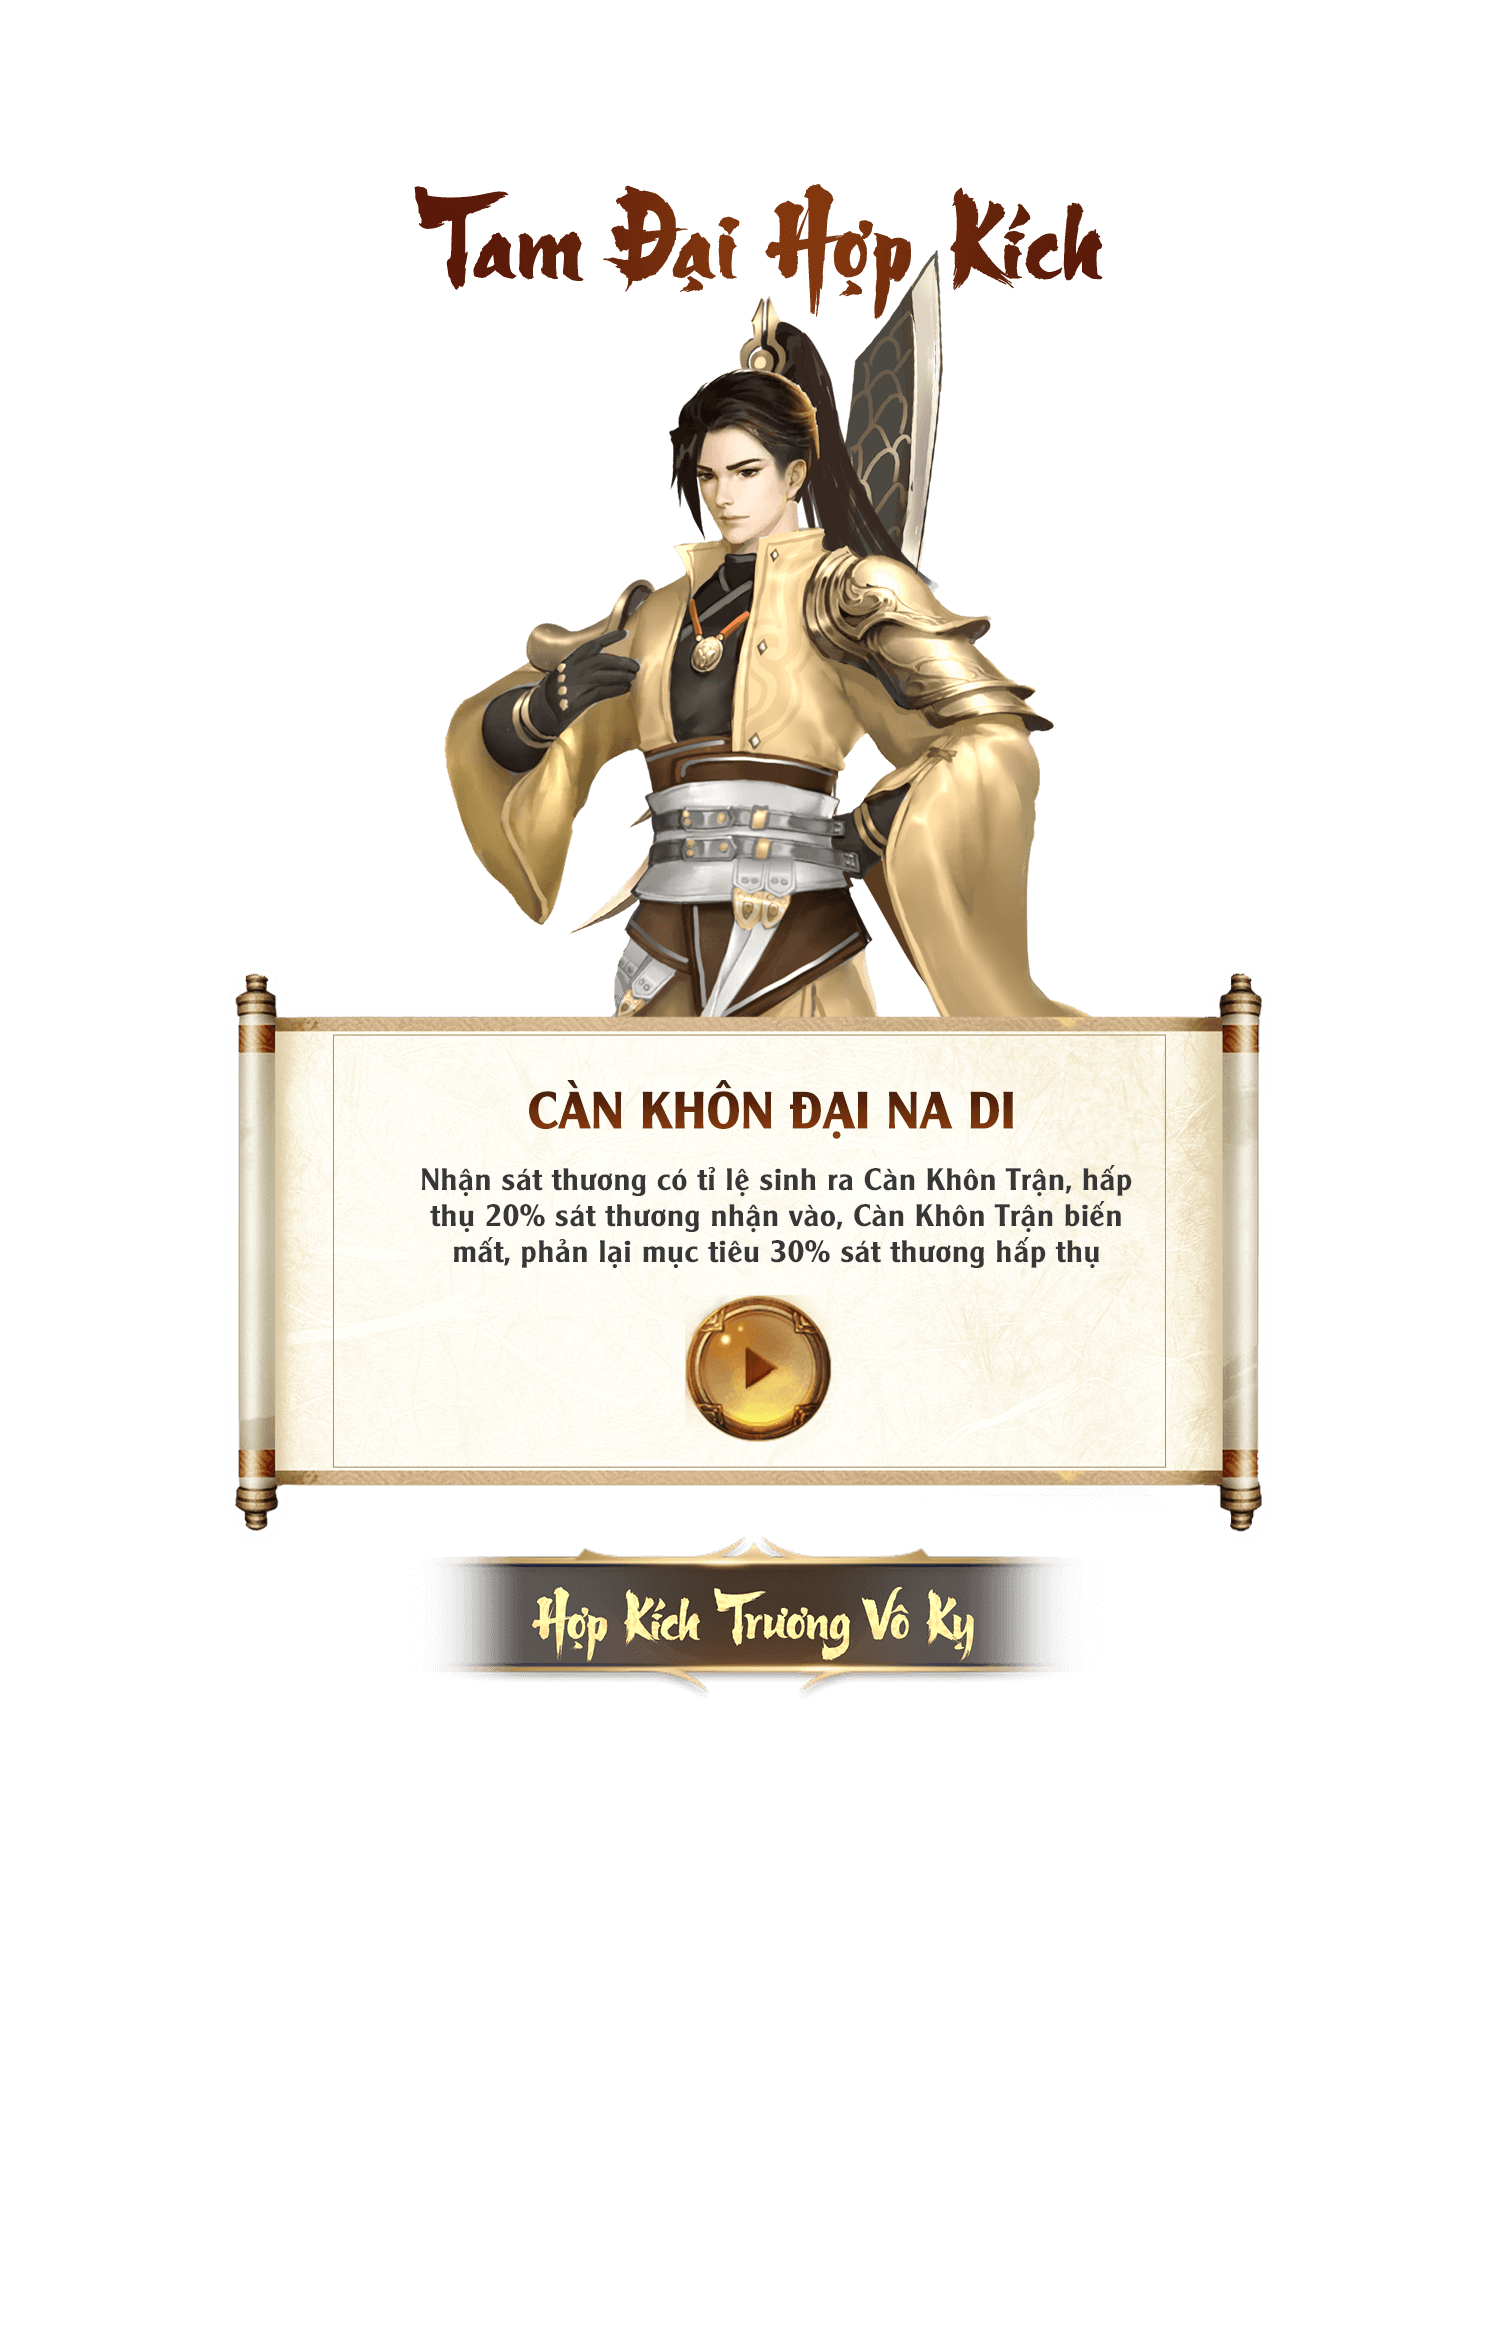 Tam Đại Hợp Kích
CÀN KHÔN ĐẠI NA DI
Nhận sát thương có tỉ lệ sinh ra Càn Khôn Trận, hấp
thụ 20% sát thương nhận vào, Càn Khôn Trận biến
mất, phản lại mục tiêu 30% sát thương hấp thụ
Hợp Kích Trương Vô Kỵ